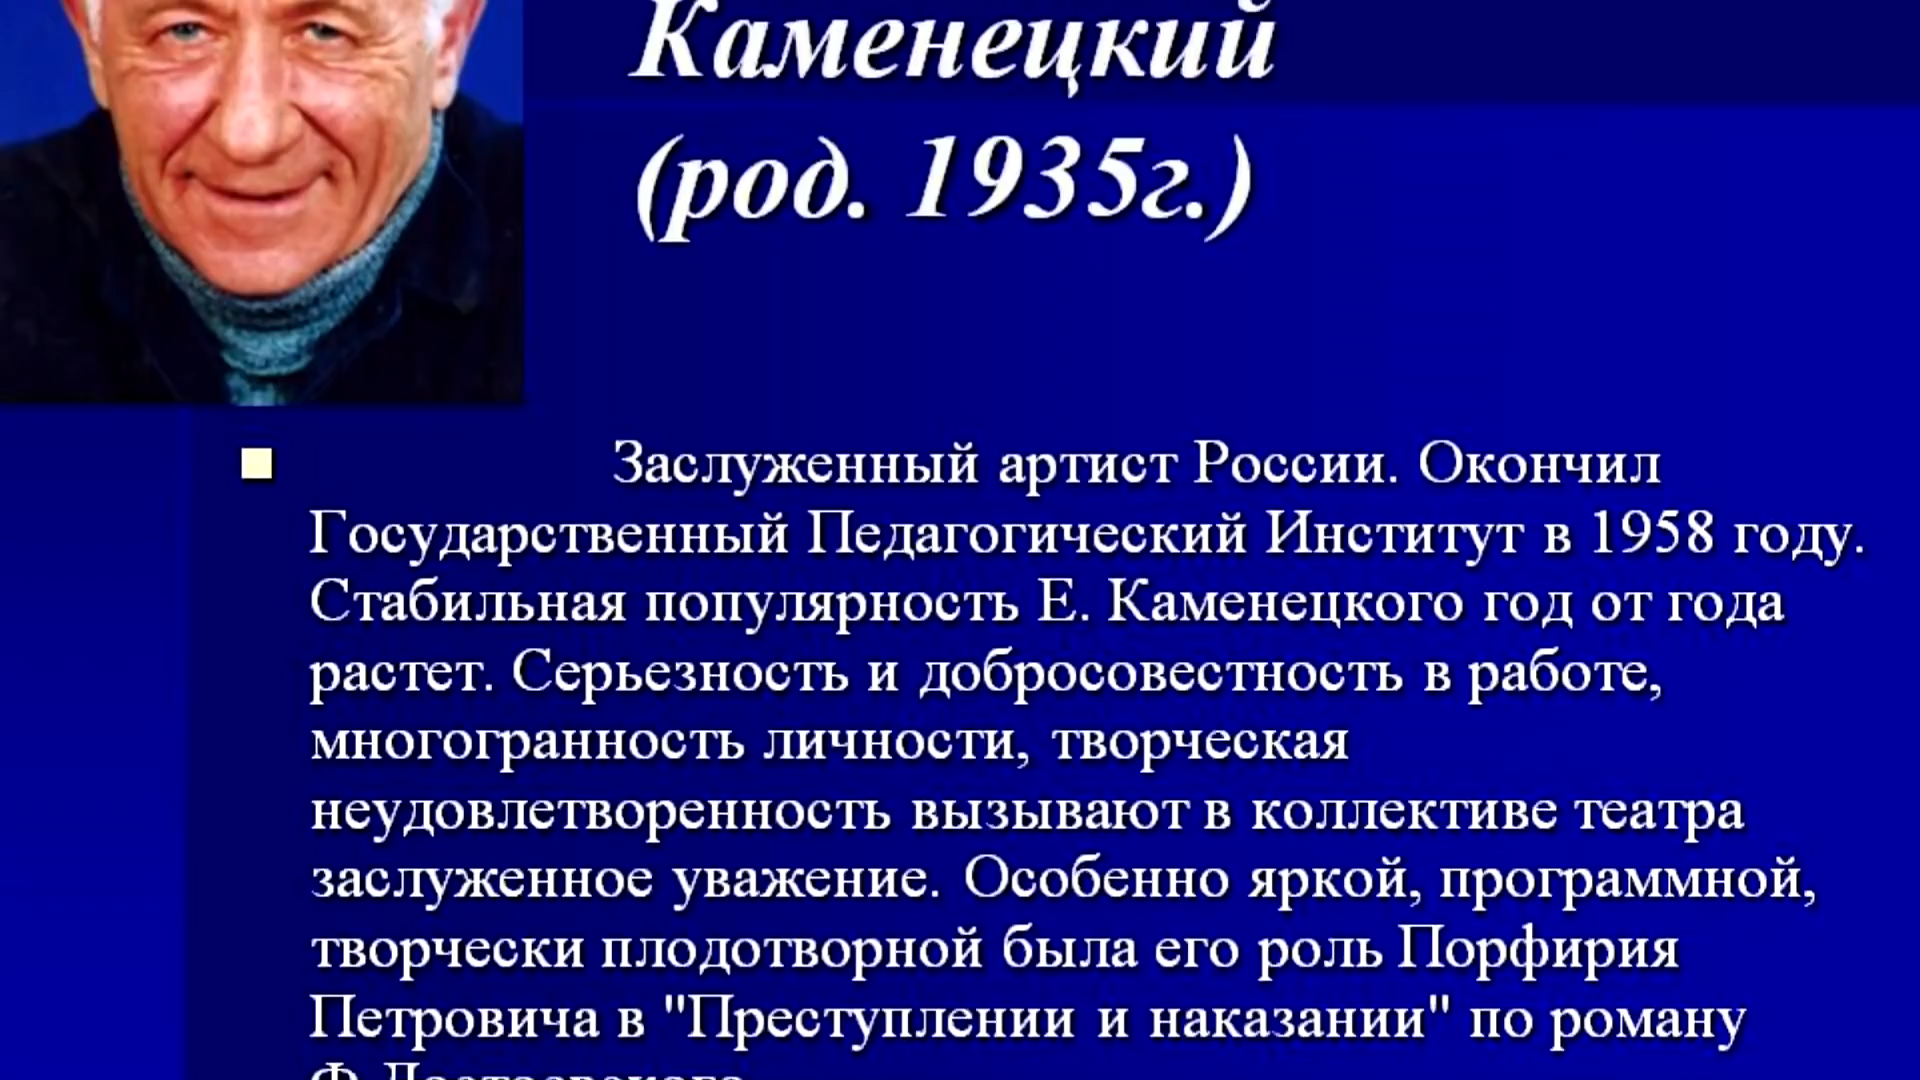 Каменецкий
(род. 1935г.)
Заслуженный артист России. Окончил
Государственный Педагогический Институт в 1958 году.
Стабильная популярность Е. Каменецкого год от года
растет. Серьезность и добросовестность в работе,
многогранность личности, творческая
неудовлетворенность вызывают в коллективе театра
заслуженное уважение. Особенно яркой, программной,
творчески плодотворной была его роль Порфирия
Петровича в "Преступлении и наказании" по роману
Ф.Достоевского